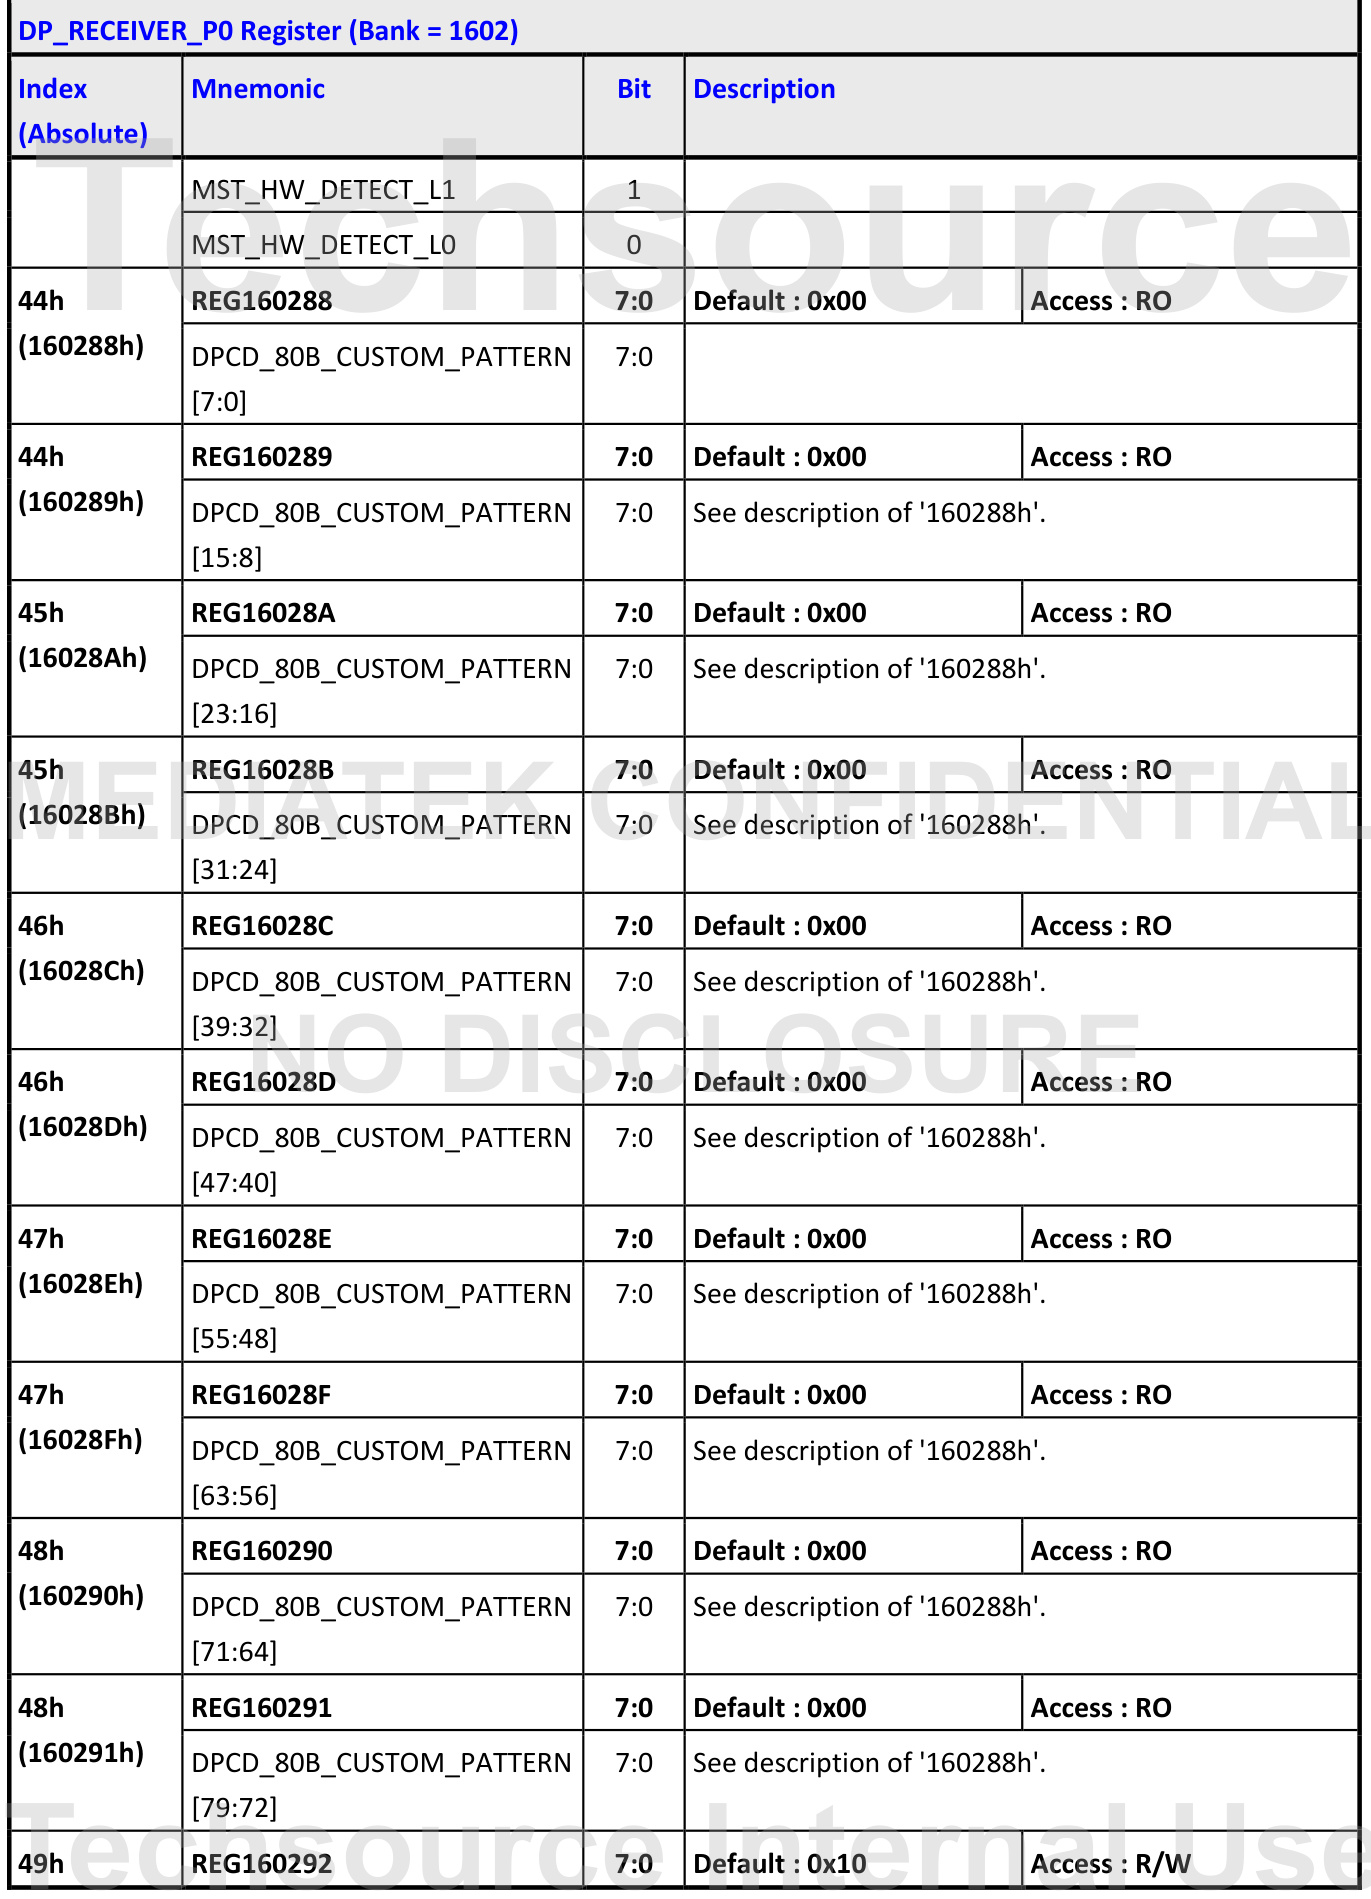 DP_RECEIVER_P0 Register (Bank = 1602)
Index (Absolute) Mnemonic Bit Description
MST_HW_DETECT_L1 1
MST_HW_DETECT_L0 0
Techsource
44h REG160288 7:0 Default : 0x00 Access : RO
(160288h) DPCD_80B_CUSTOM_PATTERN 7:0
[7:0]
44h REG160289 7:0 Default : 0x00 Access : RO
(160289h) DPCD_80B_CUSTOM_PATTERN 7:0 See description of '160288h'.
[15:8]
45h REG16028A 7:0 Default : 0x00 Access : RO
(16028Ah) DPCD_80B_CUSTOM_PATTERN 7:0 See description of '160288h'.
[23:16]
45h REG16028B 7:0 Default : 0x00 Access : RO
MEDIATEK CONFIDENTIAL
(16028Bh) DPCD_80B_CUSTOM_PATTERN 7:0 See description of '160288h'.
[31:24]
46h REG16028C 7:0 Default : 0x00 Access : RO
(16028Ch) DPCD_80B_CUSTOM_PATTERN 7:0 See description of '160288h'.
[39:32]
NO DISCLOSURE
46h REG16028D 7:0 Default : 0x00 Access : RO
(16028Dh) DPCD_80B_CUSTOM_PATTERN 7:0 See description of '160288h'.
[47:40]
47h REG16028E 7:0 Default : 0x00 Access : RO
(16028Eh) DPCD_80B_CUSTOM_PATTERN 7:0 See description of '160288h'.
[55:48]
47h REG16028F 7:0 Default : 0x00 Access : RO
(16028Fh) DPCD_80B_CUSTOM_PATTERN 7:0 See description of '160288h'.
[63:56]
48h REG160290 7:0 Default : 0x00 Access : RO
(160290h) DPCD_80B_CUSTOM_PATTERN 7:0 See description of '160288h'.
[71:64]
48h REG160291 7:0 Default : 0x00 Access : RO
(160291h) DPCD_80B_CUSTOM_PATTERN 7:0 See description of '160288h'.
[79:72]
Techsource Internal Use
49h REG160292 7:0 Default : 0x10 Access : R/W